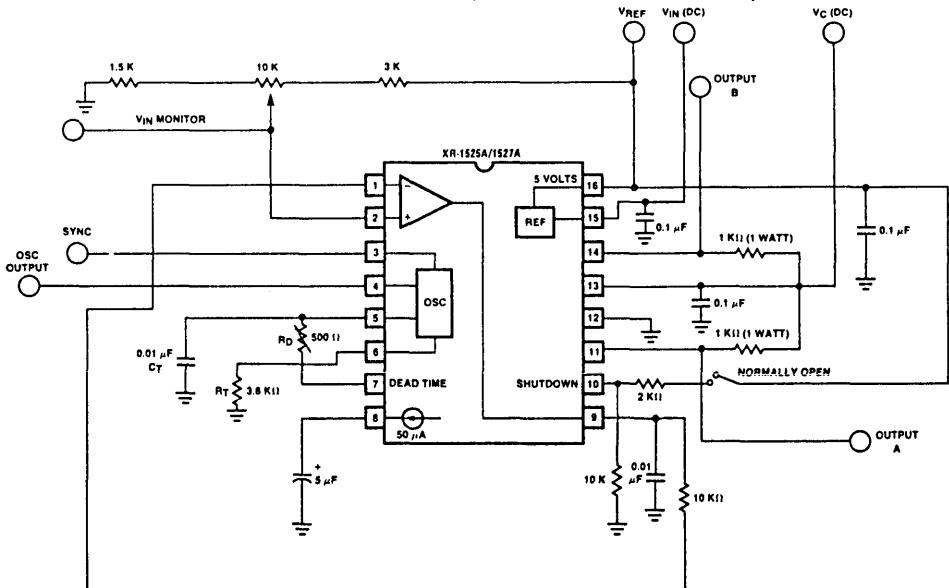 VREF
VIN (DC)
VC (DC)
1.5 K
10 K
3 K
OUTPUT
B
VIN MONITOR
XR-1525A/1527A
5 VOLTS
REF
1
2
−
+
16
15
0.1 µF
0.1 µF
SYNC
3
OSC
OUTPUT
4
OSC
14
1 KΩ (1 WATT)
13
0.1 µF
5
12
0.01 µF
CT
RD
500 Ω
6
11
1 KΩ (1 WATT)
RT
3.6 KΩ
7
DEAD TIME
SHUTDOWN
10
2 KΩ
NORMALLY OPEN
8
50 µA
9
OUTPUT
A
+
5 µF
10 K
0.01
µF
10 KΩ